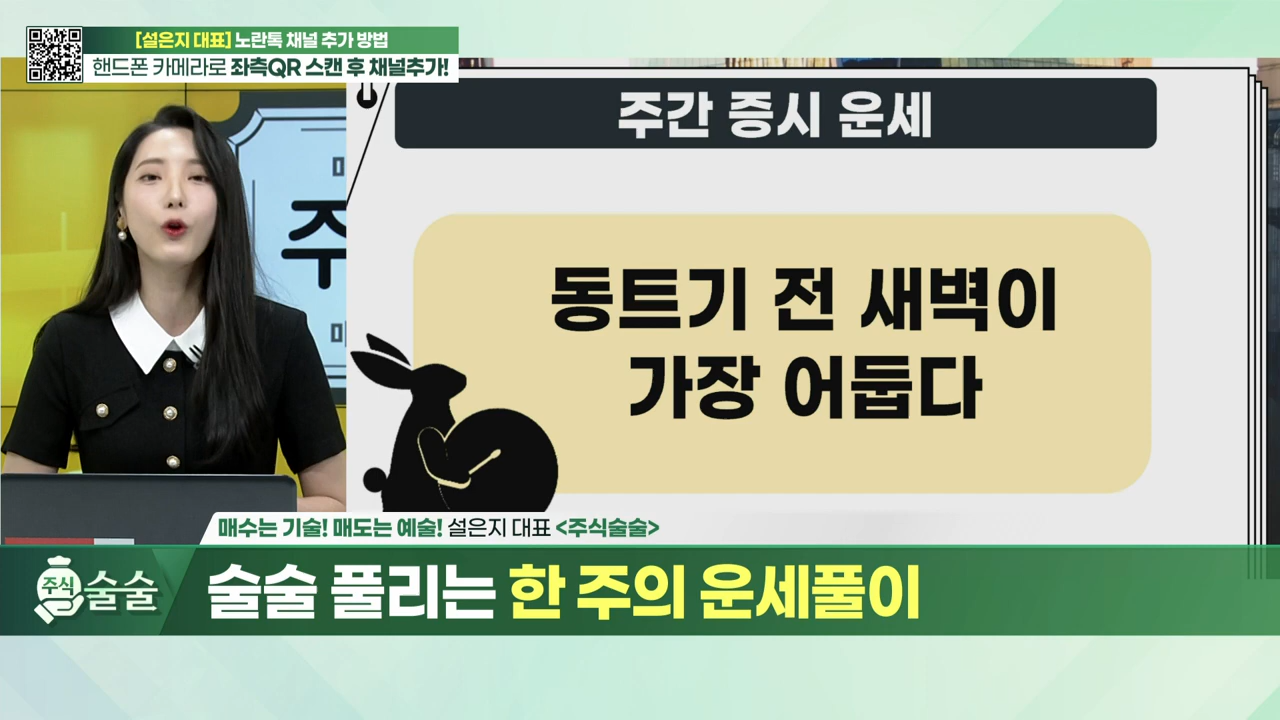 [설은지 대표] 노란톡 채널 추가 방법
핸드폰 카메라로 좌측QR 스캔 후 채널추가!
주간 증시 운세
동트기 전 새벽이
가장 어둡다
매수는 기술! 매도는 예술! 설은지 대표 <주식술술>
주식 술술
술술 풀리는 한 주의 운세풀이